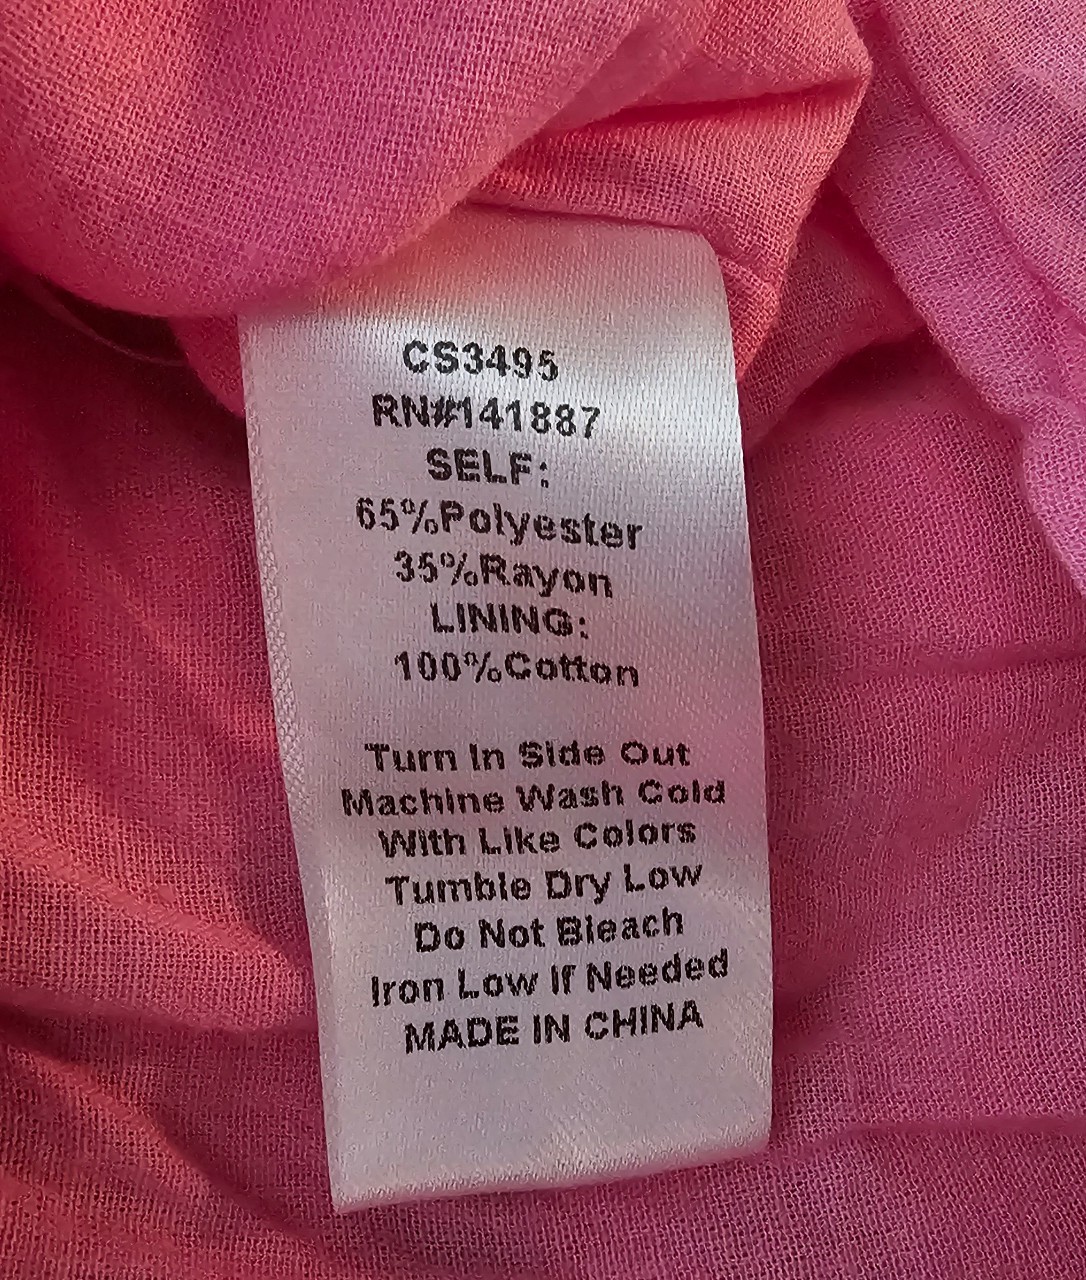 CS3495
RN#141887
SELF:
65%Polyester
35%Rayon
LINING:
100%Cotton
Turn In Side Out
Machine Wash Cold
With Like Colors
Tumble Dry Low
Do Not Bleach
Iron Low If Needed
MADE IN CHINA